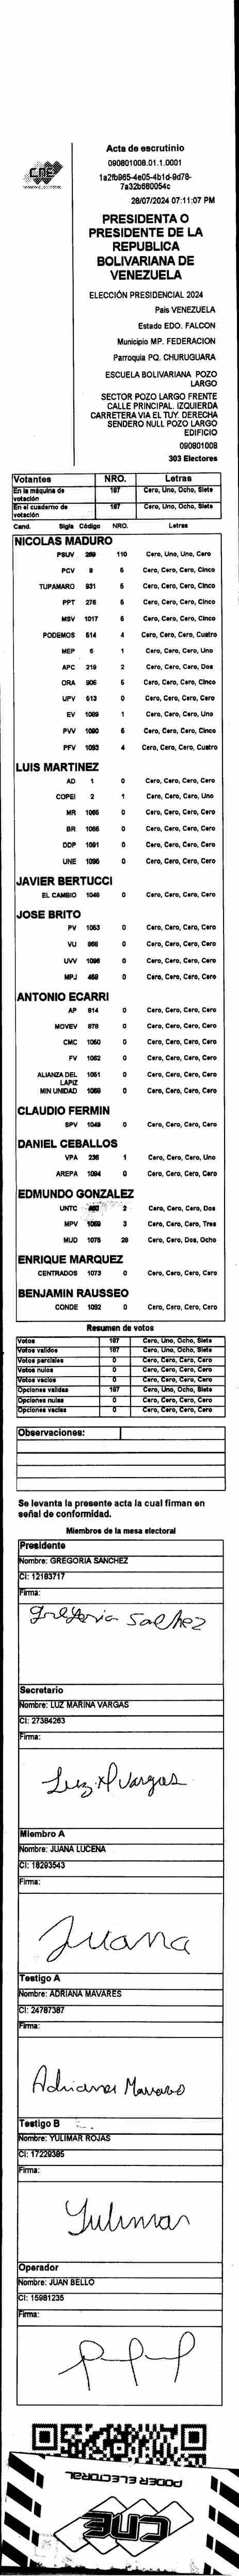 CNE
Acta de escrutinio
090801008.01.1.0001
1a2fb965-4e05-4b1d-9d78-
7a32b680054c
28/07/2024 07:11:07 PM
PRESIDENTA O
PRESIDENTE DE LA
REPUBLICA
BOLIVARIANA DE
VENEZUELA
ELECCIÓN PRESIDENCIAL 2024
Pais VENEZUELA
Estado EDO. FALCON
Municipio MP. FEDERACION
Parroquia PQ. CHURUGUARA
ESCUELA BOLIVARIANA POZO
LARGO
SECTOR POZO LARGO FRENTE
CALLE PRINCIPAL. IZQUIERDA
CARRETERA VIA EL TUY. DERECHA
SENDERO NULL POZO LARGO
EDIFICIO
090801008
303 Electores
Votantes NRO. Letras
En la máquina de votación 187 Cero, Uno, Ocho, Siete
En el cuaderno de votación 187 Cero, Uno, Ocho, Siete
Cand. Sigla Código NRO. Letras
NICOLAS MADURO
PSUV 269 110 Cero, Uno, Uno, Cero
PCV 9 5 Cero, Cero, Cero, Cinco
TUPAMARO 931 5 Cero, Cero, Cero, Cinco
PPT 276 5 Cero, Cero, Cero, Cinco
MSV 1017 5 Cero, Cero, Cero, Cinco
PODEMOS 514 4 Cero, Cero, Cero, Cuatro
MEP 6 1 Cero, Cero, Cero, Uno
APC 219 2 Cero, Cero, Cero, Dos
ORA 906 5 Cero, Cero, Cero, Cinco
UPV 513 0 Cero, Cero, Cero, Cero
EV 1089 1 Cero, Cero, Cero, Uno
PVV 1090 5 Cero, Cero, Cero, Cinco
PFV 1093 4 Cero, Cero, Cero, Cuatro
LUIS MARTINEZ
AD 1 0 Cero, Cero, Cero, Cero
COPEI 2 1 Cero, Cero, Cero, Uno
MR 1065 0 Cero, Cero, Cero, Cero
BR 1066 0 Cero, Cero, Cero, Cero
DDP 1091 0 Cero, Cero, Cero, Cero
UNE 1095 0 Cero, Cero, Cero, Cero
JAVIER BERTUCCI
EL CAMBIO 1048 0 Cero, Cero, Cero, Cero
JOSE BRITO
PV 1053 0 Cero, Cero, Cero, Cero
VU 868 0 Cero, Cero, Cero, Cero
UVV 1096 0 Cero, Cero, Cero, Cero
MPJ 458 0 Cero, Cero, Cero, Cero
ANTONIO ECARRI
AP 814 0 Cero, Cero, Cero, Cero
MOVEV 878 0 Cero, Cero, Cero, Cero
CMC 1050 0 Cero, Cero, Cero, Cero
FV 1062 0 Cero, Cero, Cero, Cero
ALIANZA DEL LAPIZ 1051 0 Cero, Cero, Cero, Cero
MIN UNIDAD 1058 0 Cero, Cero, Cero, Cero
CLAUDIO FERMIN
SPV 1049 0 Cero, Cero, Cero, Cero
DANIEL CEBALLOS
VPA 236 1 Cero, Cero, Cero, Uno
AREPA 1094 0 Cero, Cero, Cero, Cero
EDMUNDO GONZALEZ
UNTC 2 Cero, Cero, Cero, Dos
MPV 1069 3 Cero, Cero, Cero, Tres
MUD 1075 28 Cero, Cero, Dos, Ocho
ENRIQUE MARQUEZ
CENTRADOS 1073 0 Cero, Cero, Cero, Cero
BENJAMIN RAUSSEO
CONDE 1092 0 Cero, Cero, Cero, Cero
Resumen de votos
Votos 187 Cero, Uno, Ocho, Siete
Votos validos 187 Cero, Uno, Ocho, Siete
Votos parciales 0 Cero, Cero, Cero, Cero
Votos nulos 0 Cero, Cero, Cero, Cero
Votos vacios 0 Cero, Cero, Cero, Cero
Opciones validas 187 Cero, Uno, Ocho, Siete
Opciones nulas 0 Cero, Cero, Cero, Cero
Opciones vacias 0 Cero, Cero, Cero, Cero
Observaciones:
Se levanta la presente acta la cual firman en
señal de conformidad.
Miembros de la mesa electoral
Presidente
Nombre: GREGORIA SANCHEZ
CI: 12183717
Firma:
Secretario
Nombre: LUZ MARINA VARGAS
CI: 27384263
Firma:
Luz M Vargas
Miembro A
Nombre: JUANA LUCENA
CI: 16293543
Firma:
Juana
Testigo A
Nombre: ADRIANA MAVARES
CI: 24787387
Firma:
Adriana Mavares
Testigo B
Nombre: YULIMAR ROJAS
CI: 17229385
Firma:
Yulimar
Operador
Nombre: JUAN BELLO
CI: 15981235
Firma:
PODER ELECTORAL
CNE